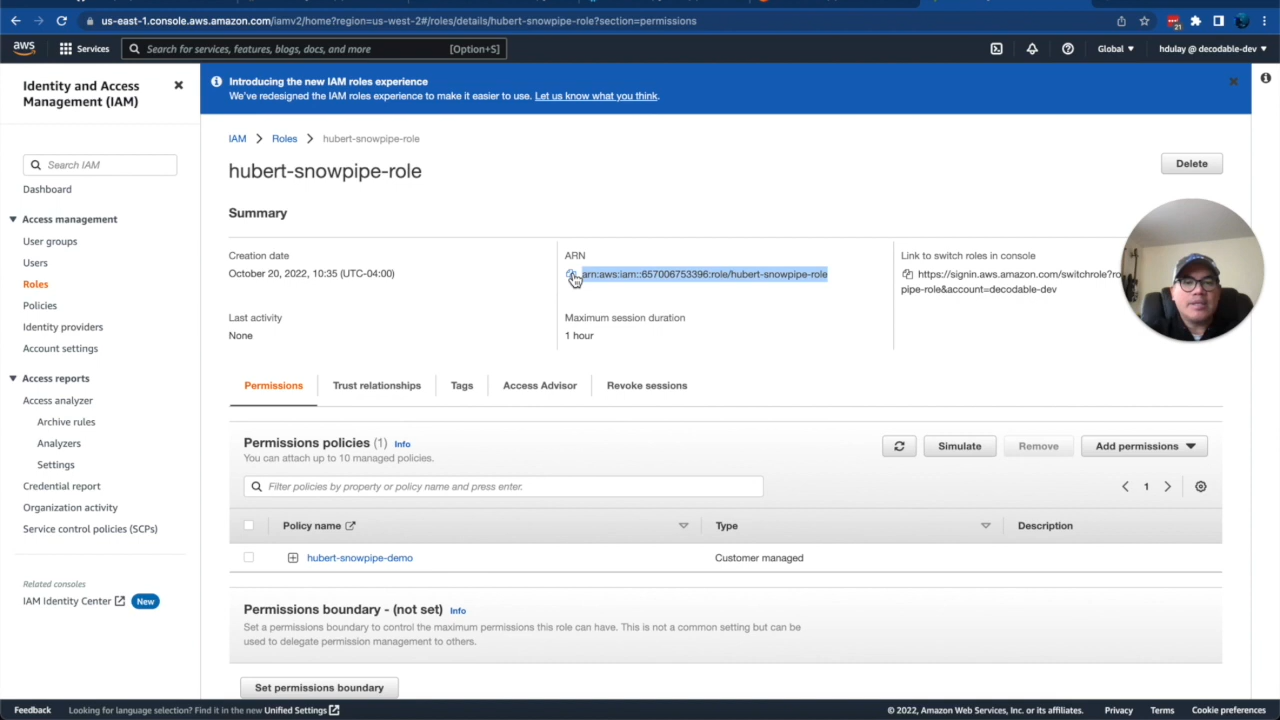 us-east-1.console.aws.amazon.com/iamv2/home?region=us-west-2#/roles/details/hubert-snowpipe-role?section=permissions
21
aws
Services
Search for services, features, blogs, docs, and more
[Option+S]
Global
hdulay @ decodable-dev
Identity and Access
Management (IAM)
Search IAM
Dashboard
Access management
User groups
Users
Roles
Policies
Identity providers
Account settings
Access reports
Access analyzer
Archive rules
Analyzers
Settings
Credential report
Organization activity
Service control policies (SCPs)
Related consoles
IAM Identity Center
New
Introducing the new IAM roles experience
We've redesigned the IAM roles experience to make it easier to use. Let us know what you think.
IAM > Roles > hubert-snowpipe-role
hubert-snowpipe-role
Delete
Summary
Creation date
October 20, 2022, 10:35 (UTC-04:00)
ARN
arn:aws:iam::657006753396:role/hubert-snowpipe-role
Link to switch roles in console
https://signin.aws.amazon.com/switchrole?ro
pipe-role&account=decodable-dev
Last activity
None
Maximum session duration
1 hour
Permissions
Trust relationships
Tags
Access Advisor
Revoke sessions
Permissions policies (1) Info
You can attach up to 10 managed policies.
Simulate
Remove
Add permissions
Filter policies by property or policy name and press enter.
1
Policy name
Type
Description
hubert-snowpipe-demo
Customer managed
Permissions boundary - (not set) Info
Set a permissions boundary to control the maximum permissions this role can have. This is not a common setting but can be
used to delegate permission management to others.
Set permissions boundary
Feedback
Looking for language selection? Find it in the new Unified Settings
© 2022, Amazon Web Services, Inc. or its affiliates.
Privacy
Terms
Cookie preferences